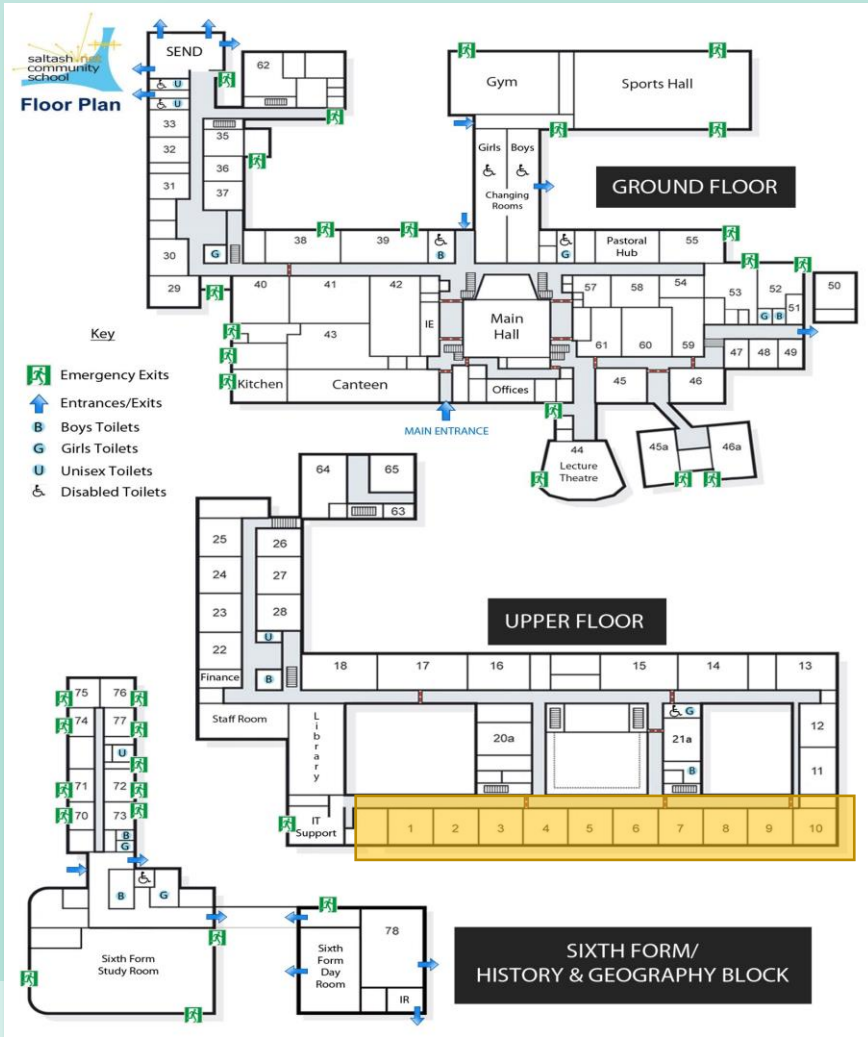 saltash.net
community
school
Floor Plan
SEND
U
U
33
32
31
30
29
62
35
36
37
G
Gym
Sports Hall
Girls
Boys
Changing
Rooms
GROUND FLOOR
38
39
B
G
Pastoral
Hub
55
40
41
42
43
IE
Kitchen
Canteen
Main
Hall
Offices
57
58
54
53
52
51
50
G
B
61
60
59
47
48
49
45
46
45a
46a
44
Lecture
Theatre
MAIN ENTRANCE
Key
Emergency Exits
Entrances/Exits
B
Boys Toilets
G
Girls Toilets
U
Unisex Toilets
Disabled Toilets
64
65
63
25
24
23
22
Finance
Staff Room
26
27
28
U
B
UPPER FLOOR
18
17
16
15
14
13
12
11
Library
20a
G
21a
B
IT
Support
1
2
3
4
5
6
7
8
9
10
75
76
74
77
U
71
72
70
73
B
G
B
G
Sixth Form
Study Room
Sixth
Form
Day
Room
78
IR
SIXTH FORM/
HISTORY & GEOGRAPHY BLOCK